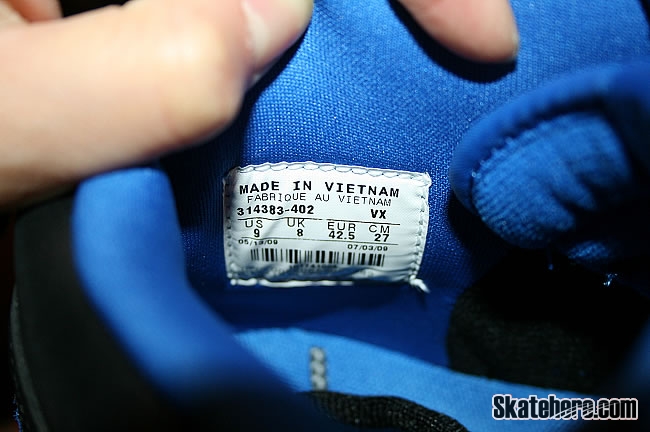 MADE IN VIETNAM
FABRIQUE AU VIETNAM
314383-402 VX
US UK EUR CM
9 8 42.5 27
05/13/09 07/03/09
Skatehere.com